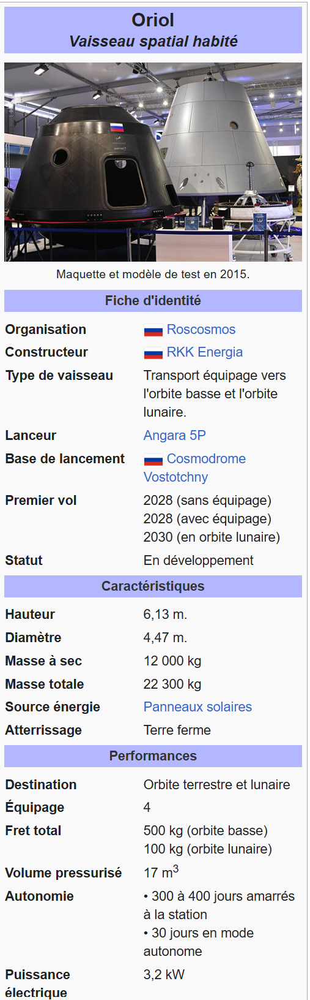 Oriol
Vaisseau spatial habité
Maquette et modèle de test en 2015.
Fiche d'identité
Organisation Roscosmos
Constructeur RKK Energia
Type de vaisseau Transport équipage vers
l'orbite basse et l'orbite
lunaire.
Lanceur Angara 5P
Base de lancement Cosmodrome
Vostotchny
Premier vol 2028 (sans équipage)
2028 (avec équipage)
2030 (en orbite lunaire)
Statut En développement
Caractéristiques
Hauteur 6,13 m.
Diamètre 4,47 m.
Masse à sec 12 000 kg
Masse totale 22 300 kg
Source énergie Panneaux solaires
Atterrissage Terre ferme
Performances
Destination Orbite terrestre et lunaire
Équipage 4
Fret total 500 kg (orbite basse)
100 kg (orbite lunaire)
Volume pressurisé 17 m3
Autonomie • 300 à 400 jours amarrés
à la station
• 30 jours en mode
autonome
Puissance 3,2 kW
électrique